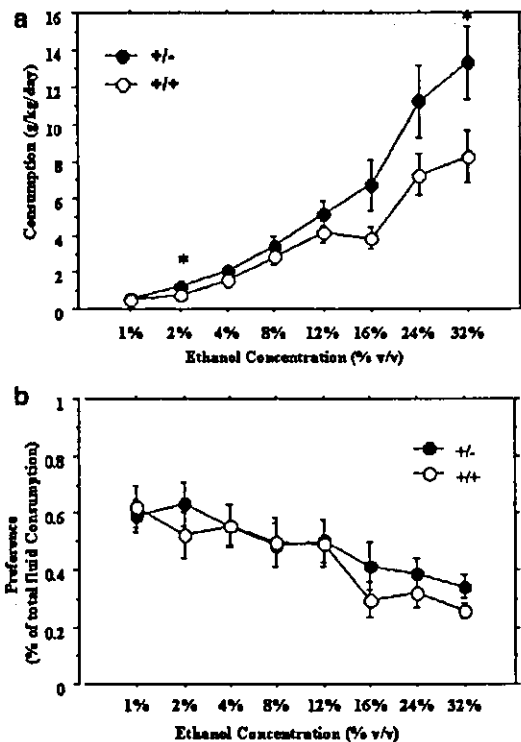 a
16
14
12
10
8
6
4
2
0
Consumption (g/kg/day)
+/-
+/+
*
*
1% 2% 4% 8% 12% 16% 24% 32%
Ethanol Concentration (% v/v)
b
1
0.8
0.6
0.4
0.2
0
Preference
(% of total fluid Consumption)
+/-
+/+
1% 2% 4% 8% 12% 16% 24% 32%
Ethanol Concentration (% v/v)